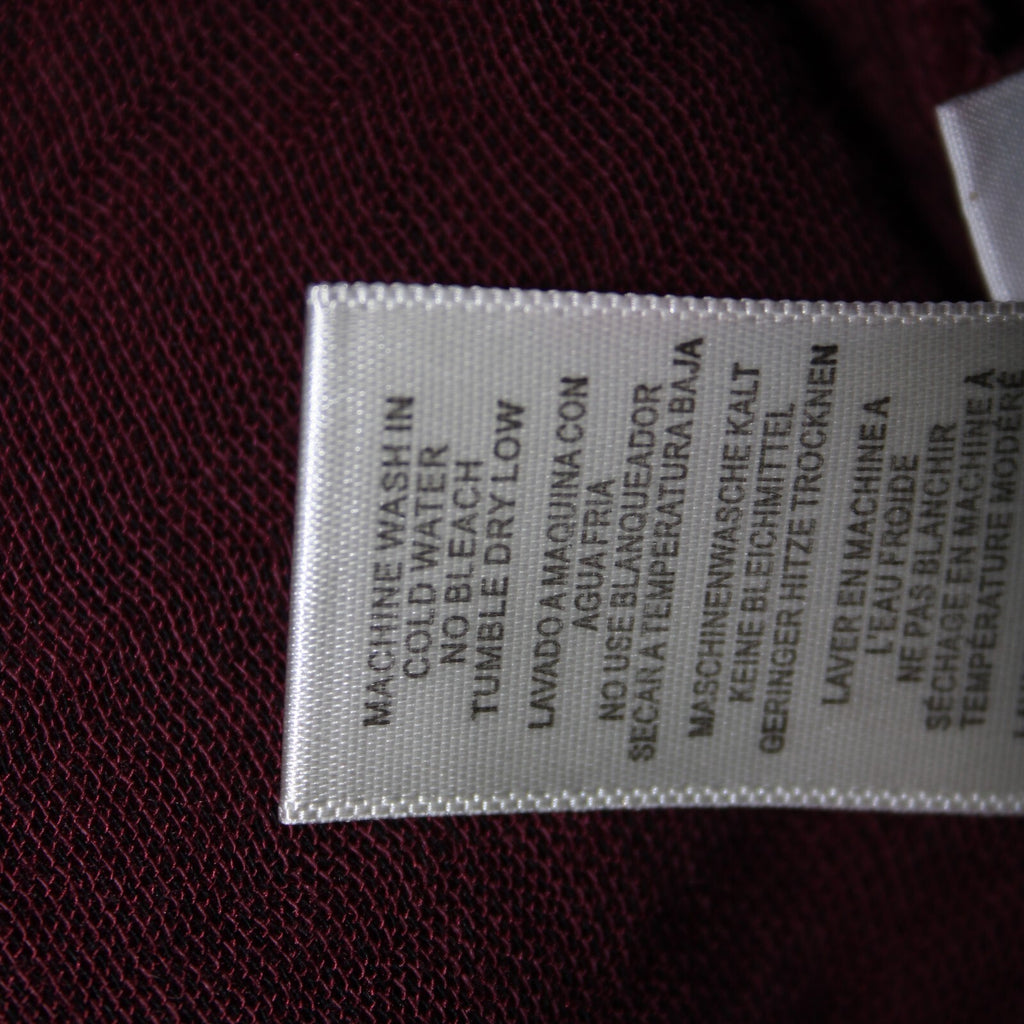 MACHINE WASH IN
COLD WATER
NO BLEACH
TUMBLE DRY LOW
LAVADO A MAQUINA CON
AGUA FRIA
NO USE BLANQUEADOR
SECAR A TEMPERATURA BAJA
MASCHINENWASCHE KALT
KEINE BLEICHMITTEL
GERINGER HITZE TROCKNEN
LAVER EN MACHINE A
L'EAU FROIDE
NE PAS BLANCHIR
SÉCHAGE EN MACHINE A
TEMPÉRATURE MODÉRÉ